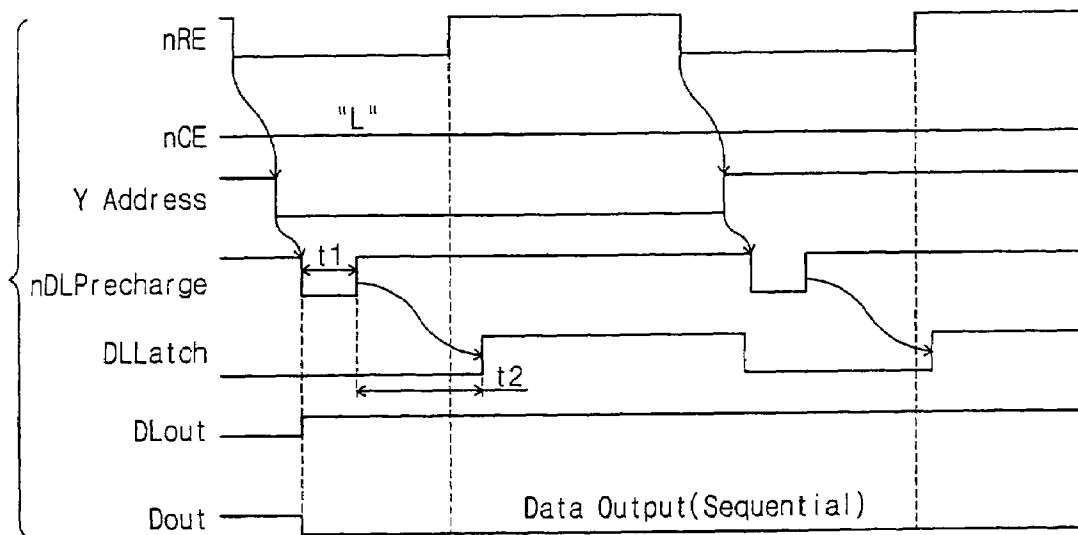 nRE
"L"
nCE
Y Address
t1
nDLPrecharge
DLLatch
t2
DLout
Data Output(Sequential)
Dout